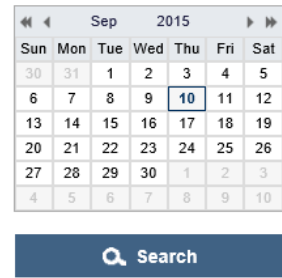 Sep 2015
Sun Mon Tue Wed Thu Fri Sat
30 31 1 2 3 4 5
6 7 8 9 10 11 12
13 14 15 16 17 18 19
20 21 22 23 24 25 26
27 28 29 30 1 2 3
4 5 6 7 8 9 10
Search